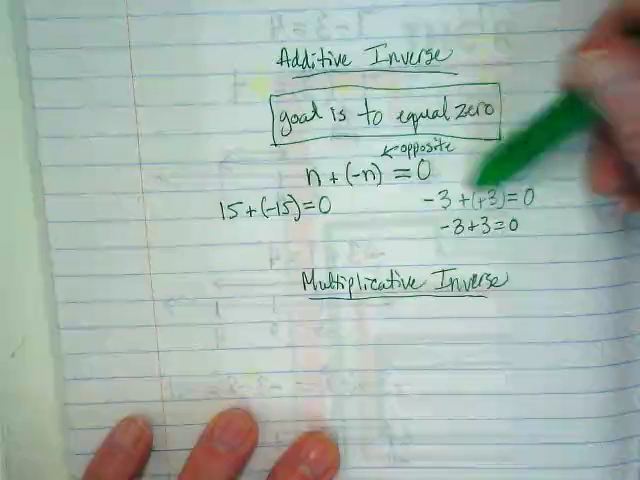 Additive Inverse
goal is to equal zero
opposite
n + (-n) = 0
15 + (-15) = 0
-3 + (+3) = 0
-3 + 3 = 0
Multiplicative Inverse